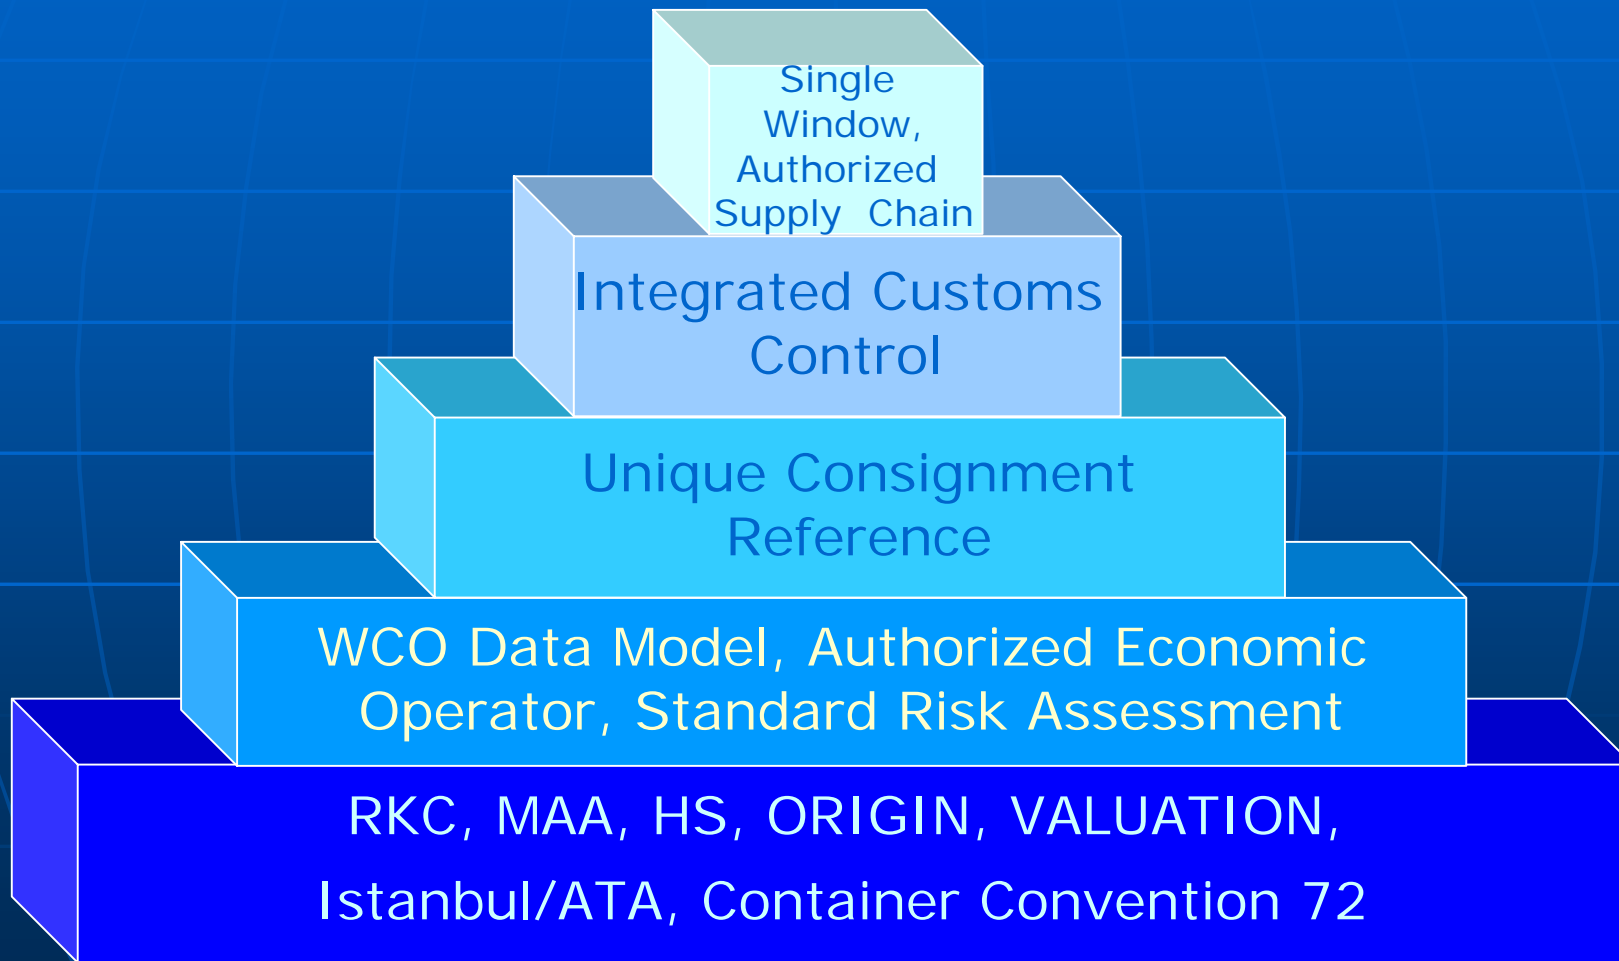 Single
Window,
Authorized
Supply Chain
Integrated Customs
Control
Unique Consignment
Reference
WCO Data Model, Authorized Economic
Operator, Standard Risk Assessment
RKC, MAA, HS, ORIGIN, VALUATION,
Istanbul/ATA, Container Convention 72